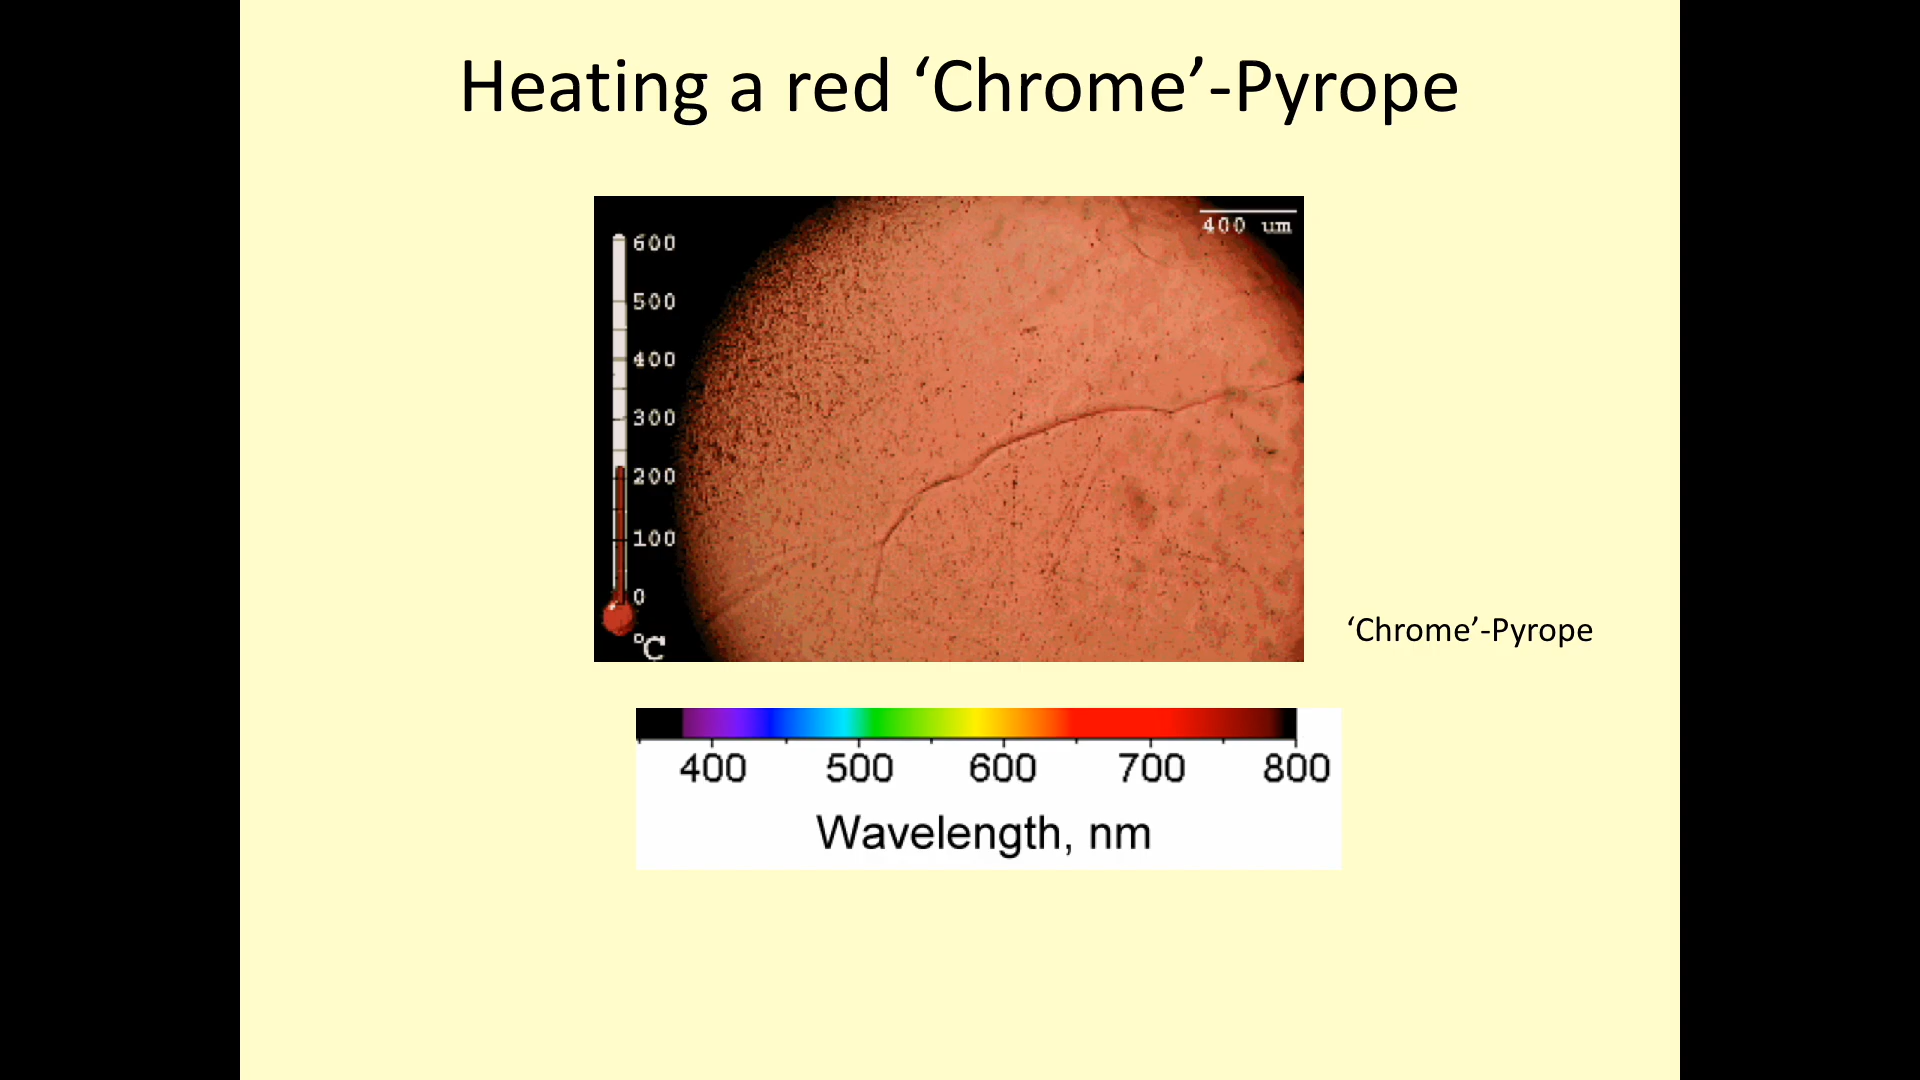 Heating a red ‘Chrome’-Pyrope
400 um
600
500
400
300
200
100
0
°C
‘Chrome’-Pyrope
400 500 600 700 800
Wavelength, nm